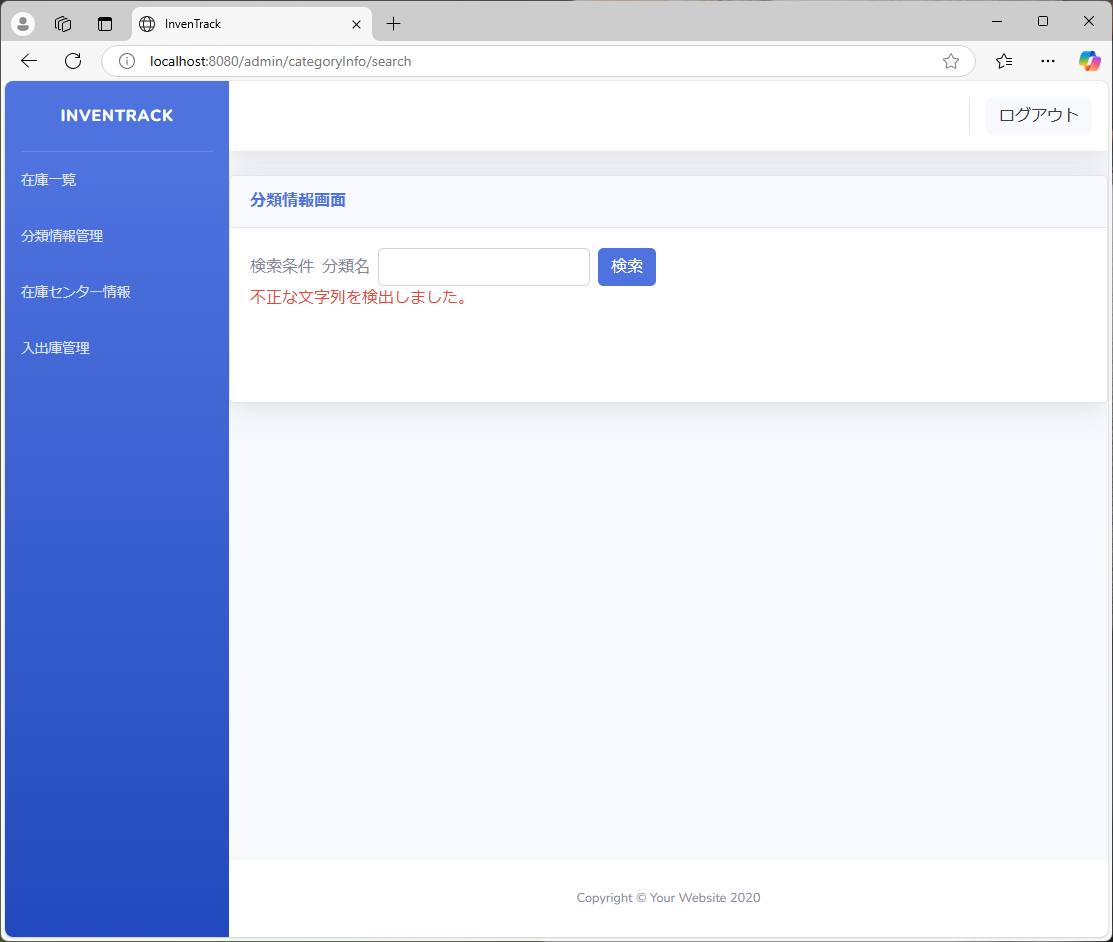 InvenTrack
localhost:8080/admin/categoryInfo/search
INVENTRACK
ログアウト
在庫一覧
分類情報管理
在庫センター情報
入出庫管理
分類情報画面
検索条件 分類名 検索
不正な文字列を検出しました。
Copyright © Your Website 2020